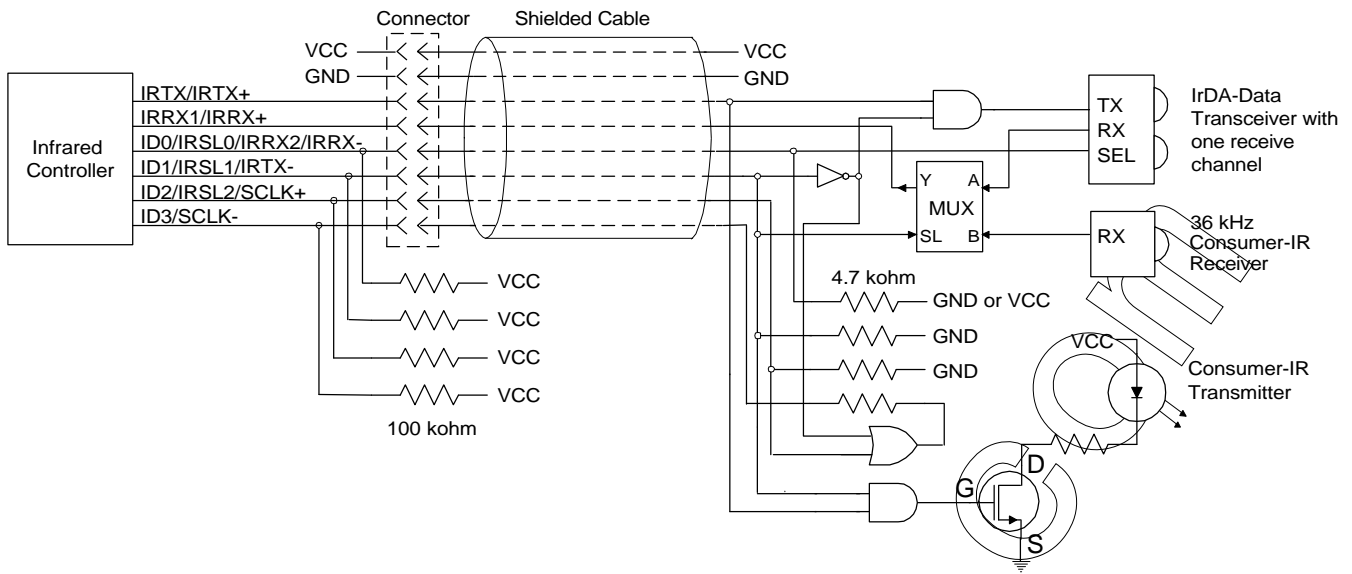 Connector
Shielded Cable
VCC
VCC
GND
GND
Infrared
Controller
IRTX/IRTX+
IRRX1/IRRX+
ID0/IRSL0/IRRX2/IRRX-
ID1/IRSL1/IRTX-
ID2/IRSL2/SCLK+
ID3/SCLK-
TX
RX
SEL
IrDA-Data
Transceiver with
one receive
channel
Y
A
MUX
SL
B
RX
36 kHz
Consumer-IR
Receiver
VCC
VCC
VCC
VCC
100 kohm
4.7 kohm
GND or VCC
GND
GND
VCC
Consumer-IR
Transmitter
D
G
S